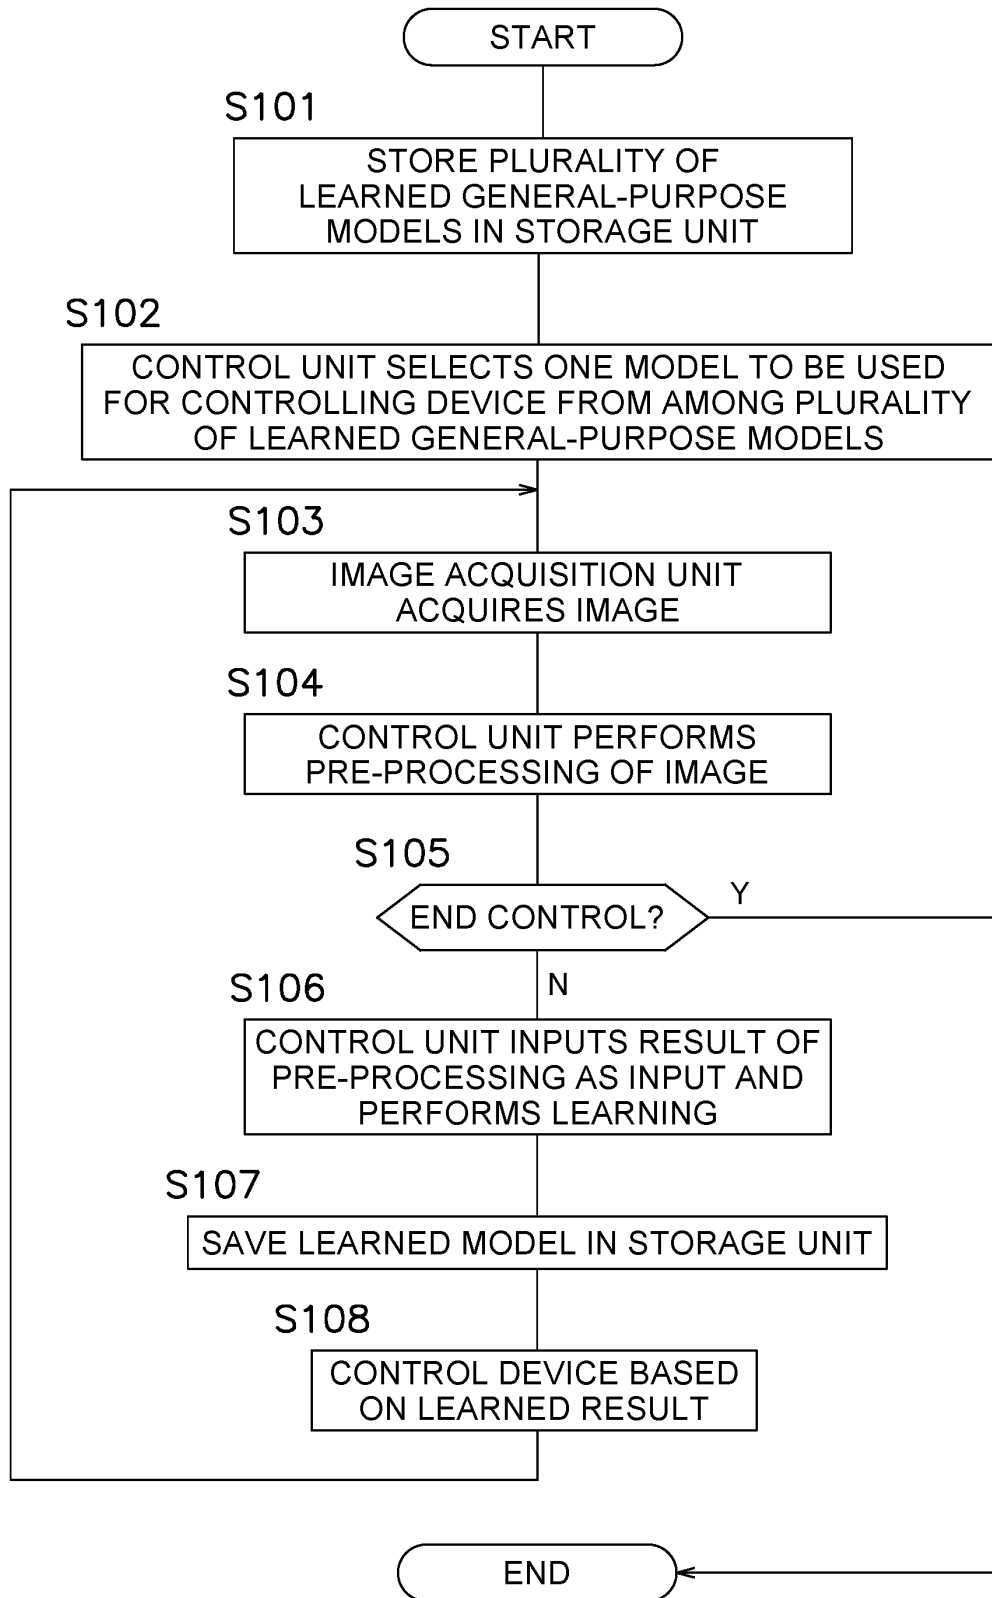 START
S101
STORE PLURALITY OF
LEARNED GENERAL-PURPOSE
MODELS IN STORAGE UNIT
S102
CONTROL UNIT SELECTS ONE MODEL TO BE USED
FOR CONTROLLING DEVICE FROM AMONG PLURALITY
OF LEARNED GENERAL-PURPOSE MODELS
S103
IMAGE ACQUISITION UNIT
ACQUIRES IMAGE
S104
CONTROL UNIT PERFORMS
PRE-PROCESSING OF IMAGE
S105
END CONTROL?
Y
N
S106
CONTROL UNIT INPUTS RESULT OF
PRE-PROCESSING AS INPUT AND
PERFORMS LEARNING
S107
SAVE LEARNED MODEL IN STORAGE UNIT
S108
CONTROL DEVICE BASED
ON LEARNED RESULT
END